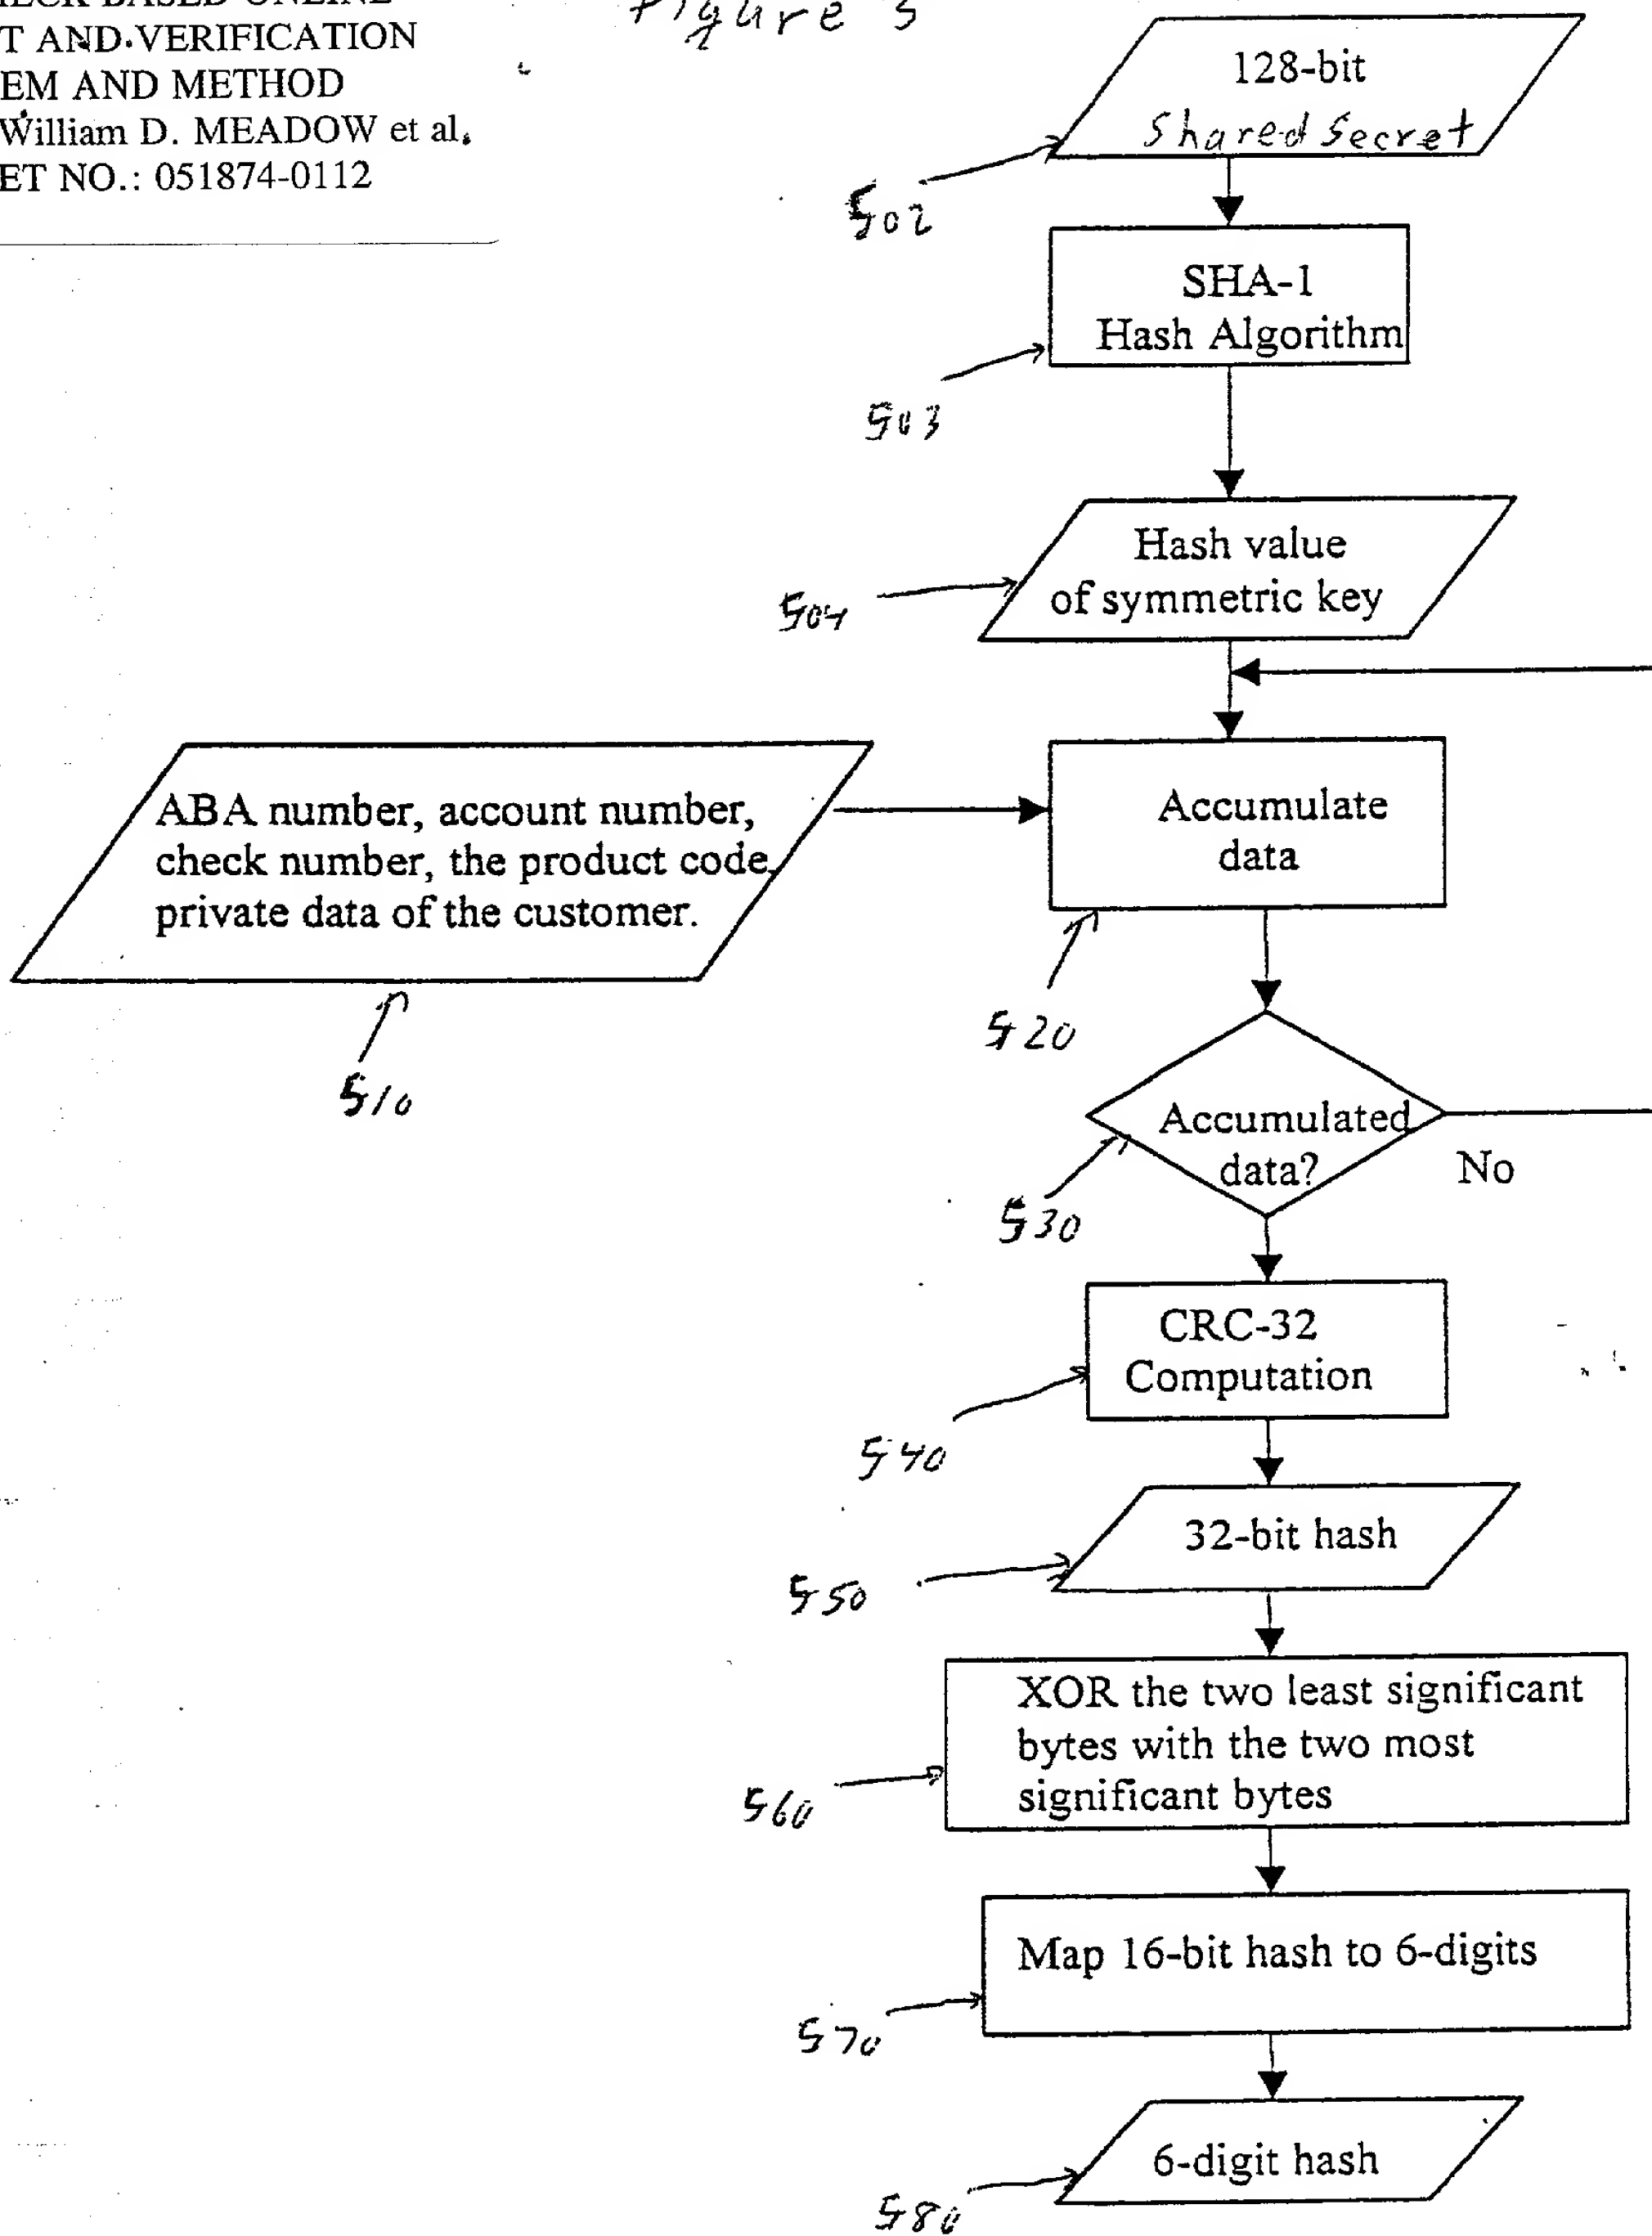 T AND VERIFICATION
EM AND METHOD
William D. MEADOW et al.
ET NO.: 051874-0112
Figure 5
128-bit
Shared Secret
502
SHA-1
Hash Algorithm
503
Hash value
of symmetric key
504
ABA number, account number,
check number, the product code,
private data of the customer.
510
Accumulate
data
520
Accumulated
data?
No
530
CRC-32
Computation
540
32-bit hash
550
XOR the two least significant
bytes with the two most
significant bytes
560
Map 16-bit hash to 6-digits
570
6-digit hash
580